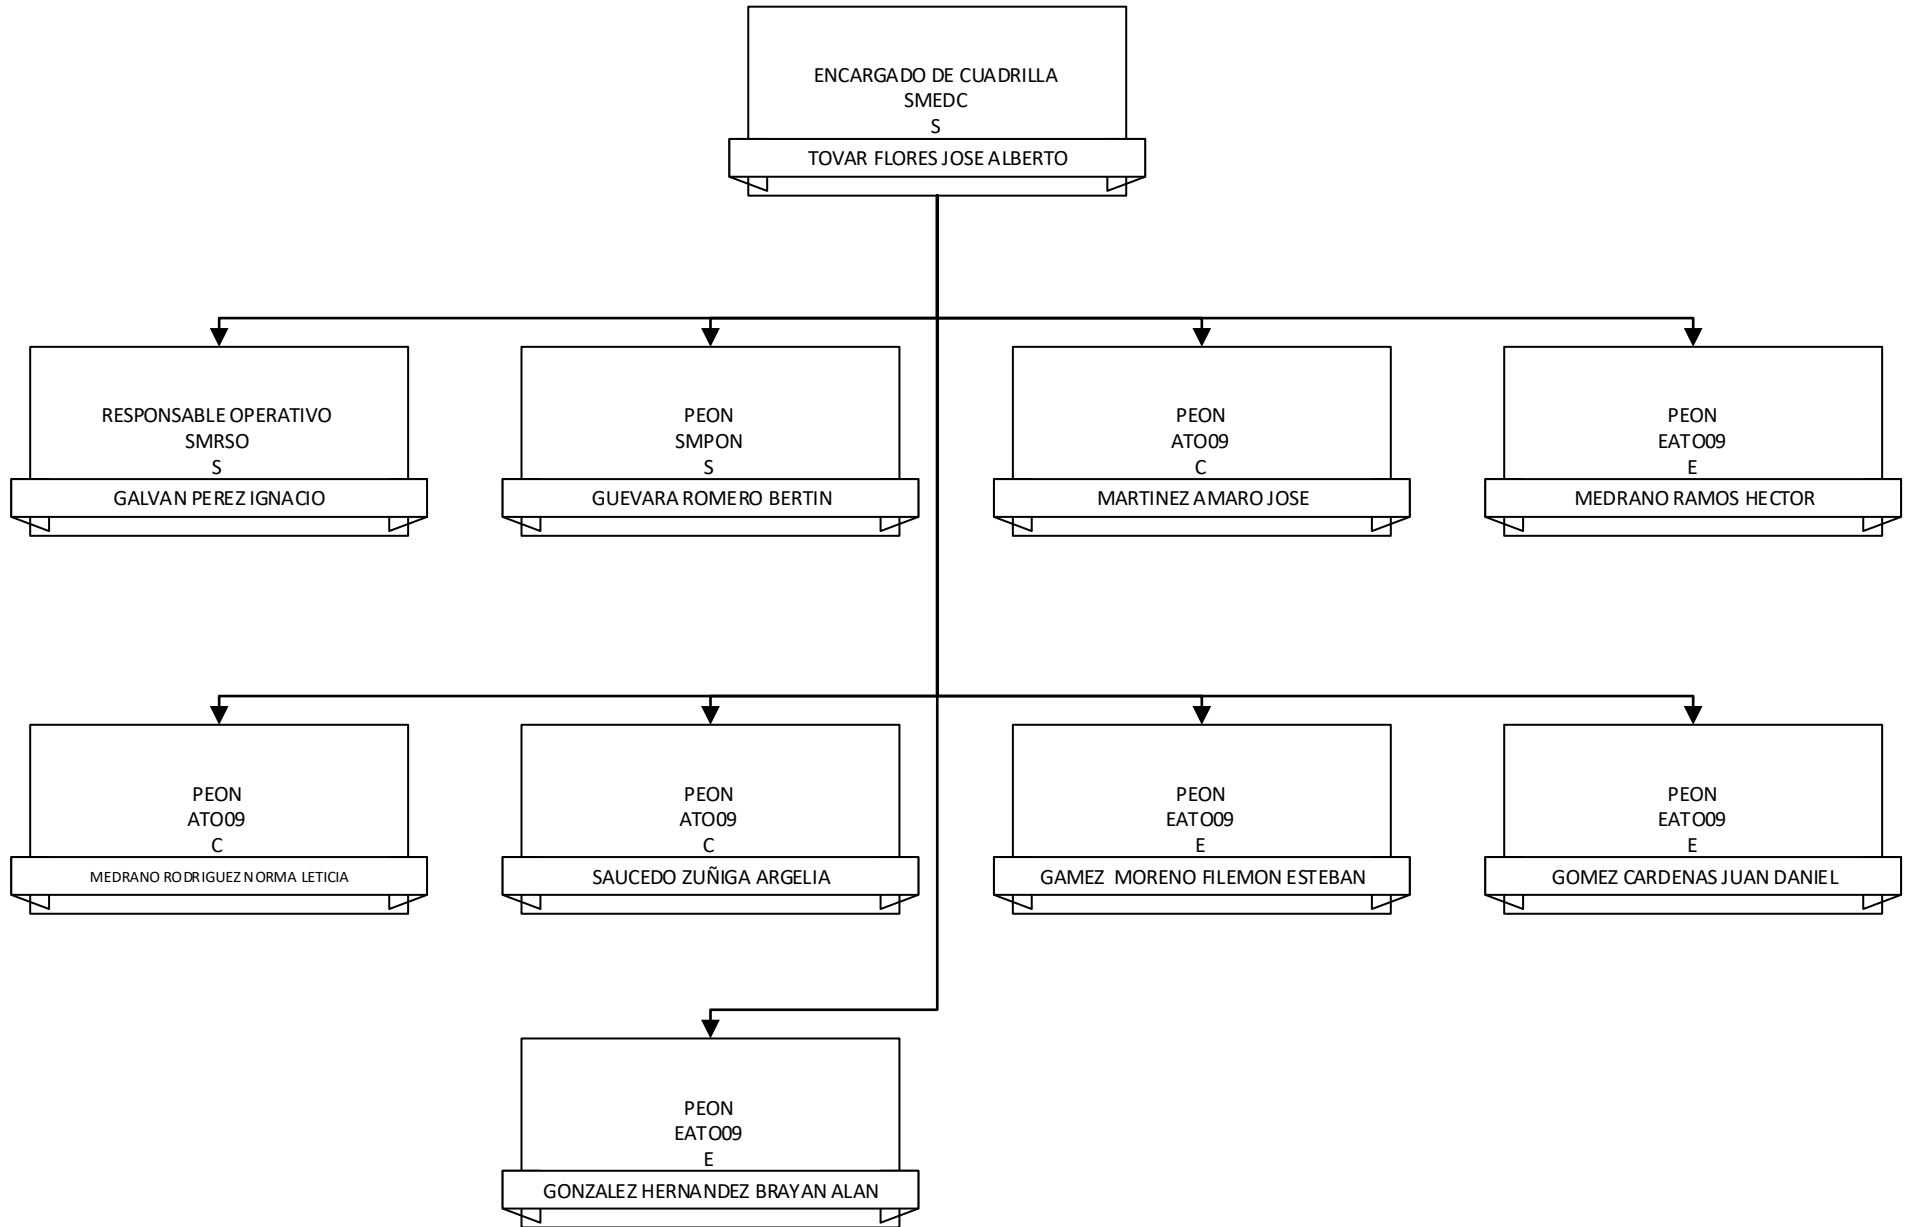 ENCARGADO DE CUADRILLA
SMEDC
S
TOVAR FLORES JOSE ALBERTO
RESPONSABLE OPERATIVO
SMRSO
S
GALVAN PEREZ IGNACIO
PEON
SMPON
S
GUEVARA ROMERO BERTIN
PEON
ATO09
C
MARTINEZ AMARO JOSE
PEON
EATO09
E
MEDRANO RAMOS HECTOR
PEON
ATO09
C
MEDRANO RODRIGUEZ NORMA LETICIA
PEON
ATO09
C
SAUCEDO ZUÑIGA ARGELIA
PEON
EATO09
E
GAMEZ  MORENO FILEMON ESTEBAN
PEON
EATO09
E
GOMEZ CARDENAS JUAN DANIEL
PEON
EATO09
E
GONZALEZ HERNANDEZ BRAYAN ALAN